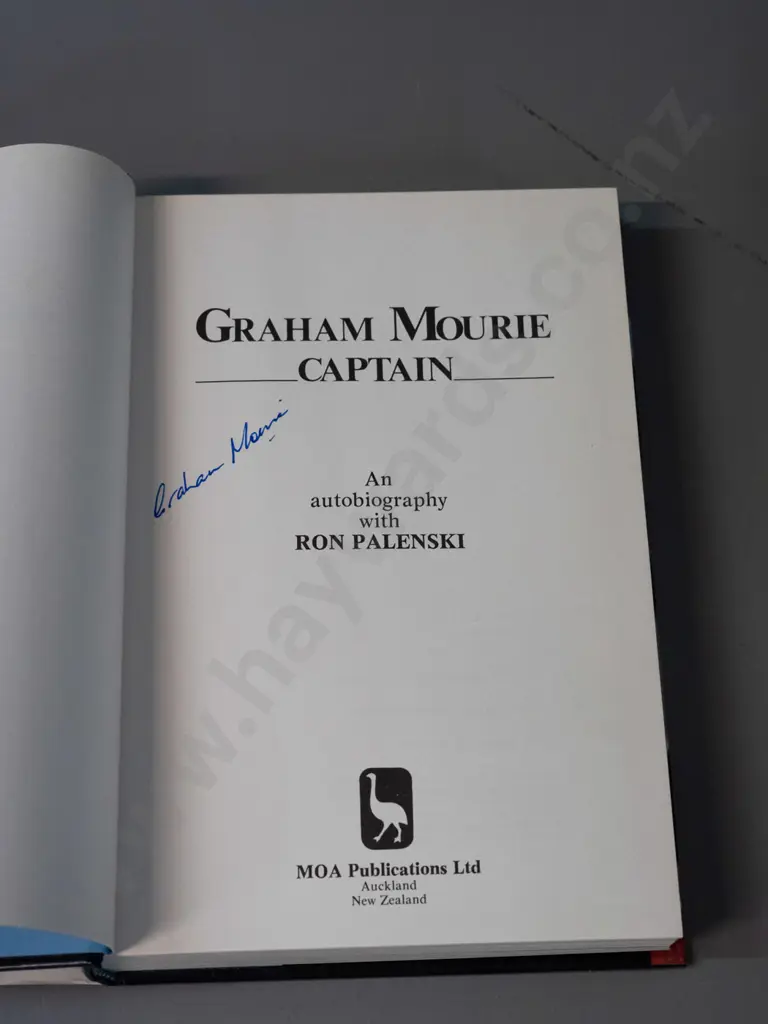 GRAHAM MOURIE
CAPTAIN
Graham Mourie
An
autobiography
with
RON PALENSKI
MOA Publications Ltd
Auckland
New Zealand
www.haywards.co.nz